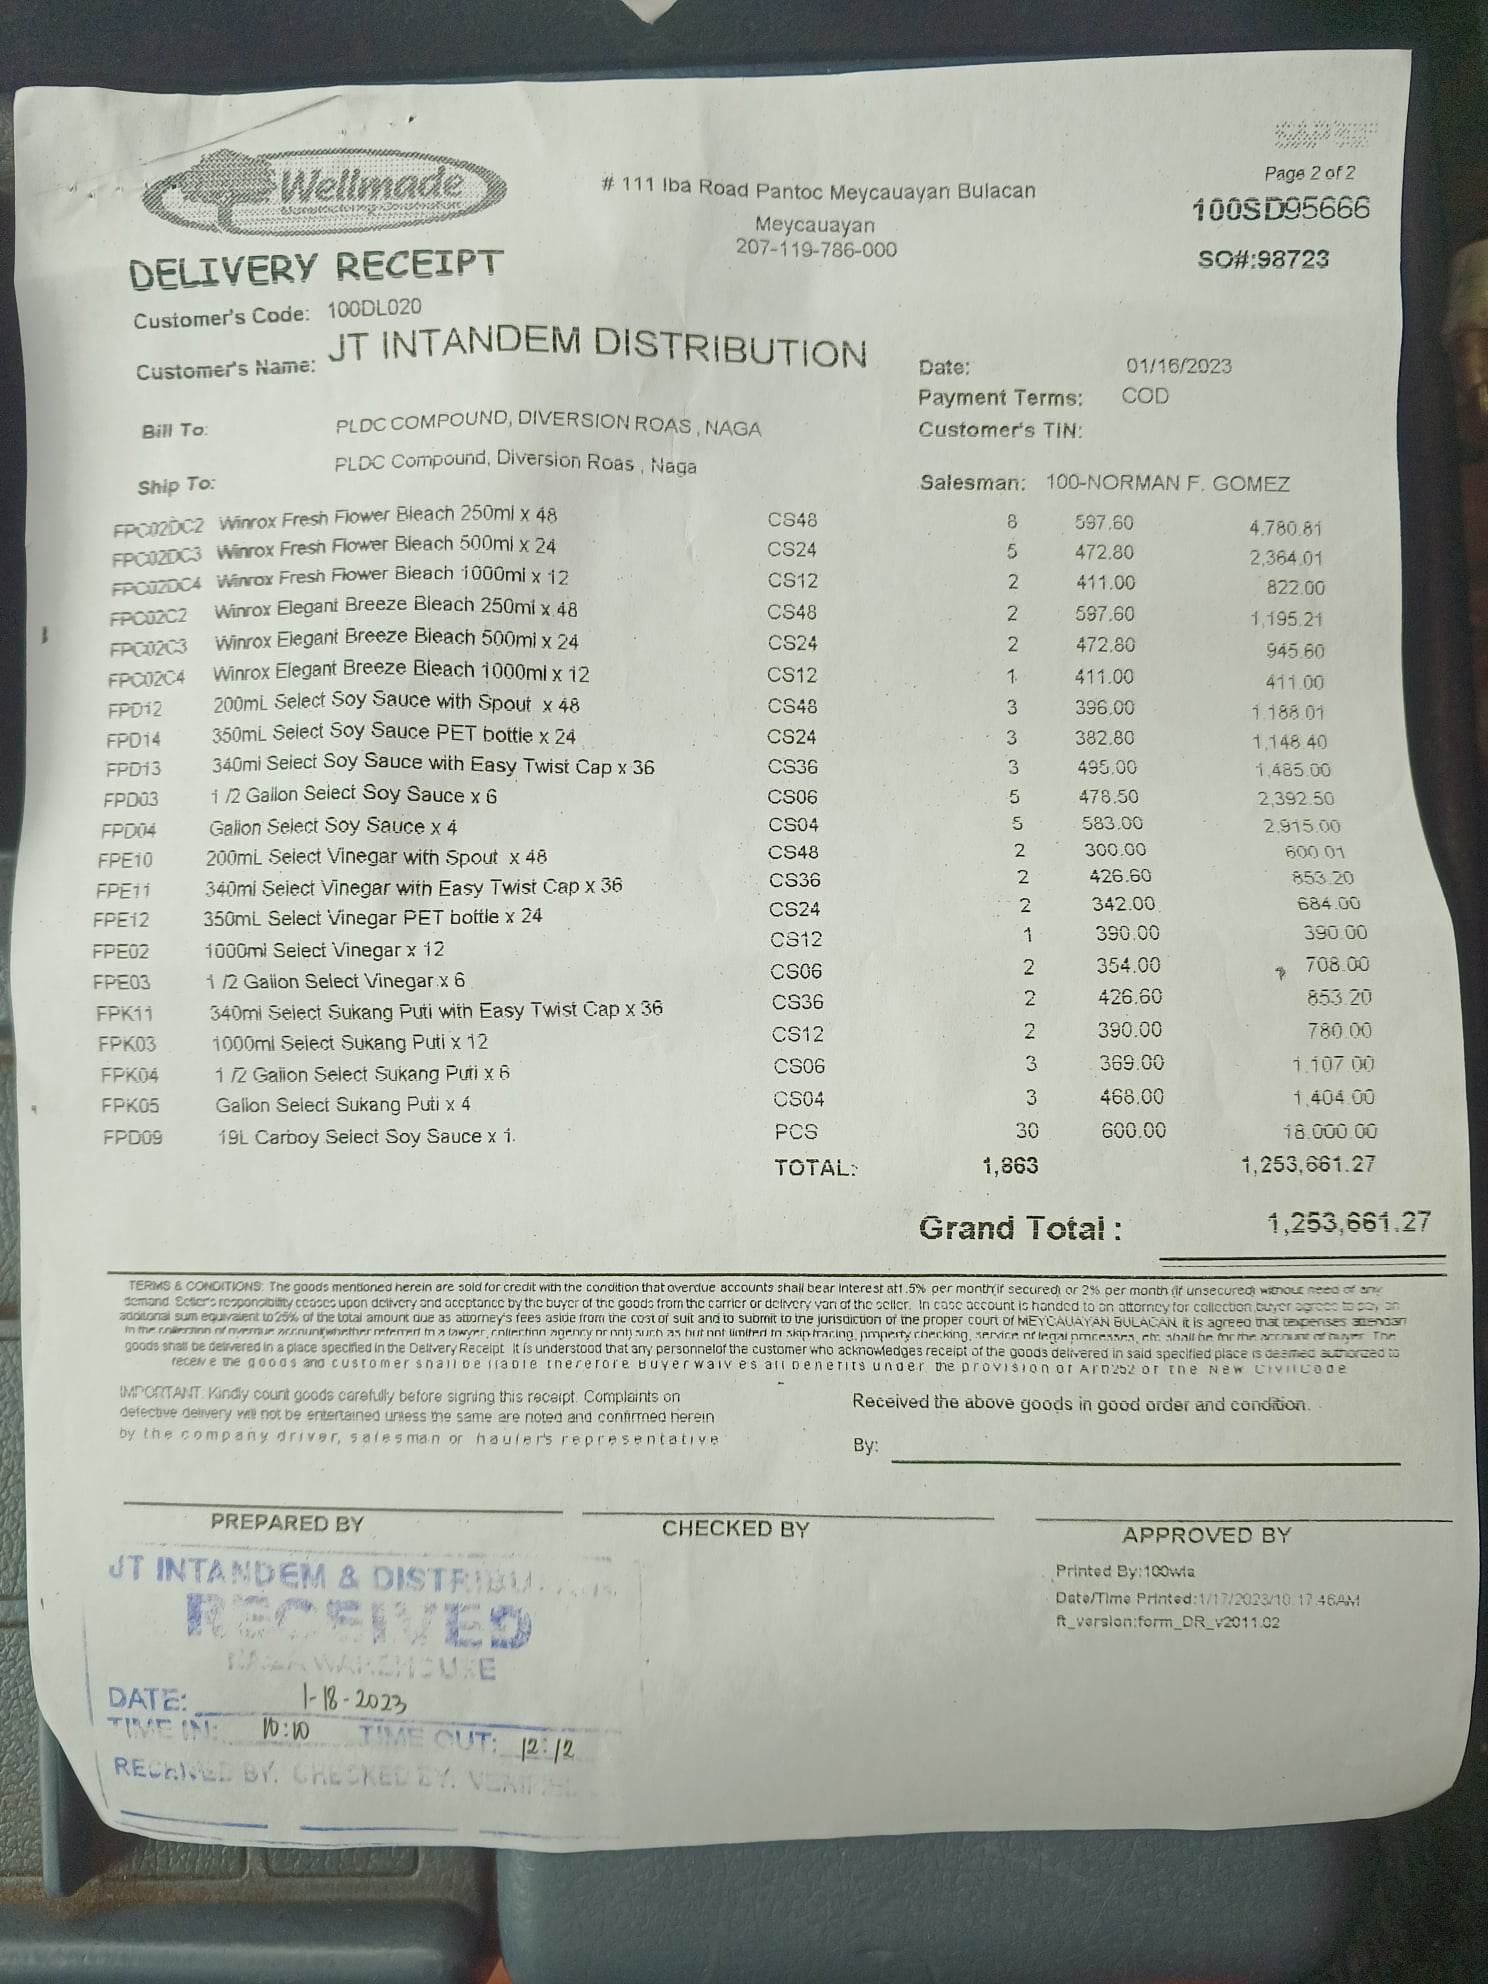 Page 2 of 2
Wellmade
# 111 Iba Road Pantoc Meycauayan Bulacan
100SD95666
Meycauayan
207-119-786-000
SO#:98723
DELIVERY RECEIPT
Customer's Code: 100DL020
Customer's Name: JT INTANDEM DISTRIBUTION
Date: 01/16/2023
Payment Terms: COD
Bill To: PLDC COMPOUND, DIVERSION ROAS , NAGA
Customer's TIN:
Ship To: PLDC Compound, Diversion Roas , Naga
Salesman: 100-NORMAN F. GOMEZ
FPC02DC2 Winrox Fresh Flower Bleach 250ml x 48 CS48 8 597.60 4,780.81
FPC02DC3 Winrox Fresh Flower Bleach 500ml x 24 CS24 5 472.80 2,364.01
FPC02DC4 Winrox Fresh Flower Bleach 1000ml x 12 CS12 2 411.00 822.00
FPC02C2 Winrox Elegant Breeze Bleach 250ml x 48 CS48 2 597.60 1,195.21
FPC02C3 Winrox Elegant Breeze Bleach 500ml x 24 CS24 2 472.80 945.60
FPC02C4 Winrox Elegant Breeze Bleach 1000ml x 12 CS12 1 411.00 411.00
FPD12 200mL Select Soy Sauce with Spout x 48 CS48 3 396.00 1,188.01
FPD14 350mL Select Soy Sauce PET bottle x 24 CS24 3 382.80 1,148.40
FPD13 340ml Select Soy Sauce with Easy Twist Cap x 36 CS36 3 495.00 1,485.00
FPD03 1 /2 Gallon Select Soy Sauce x 6 CS06 5 478.50 2,392.50
FPD04 Gallon Select Soy Sauce x 4 CS04 5 583.00 2,915.00
FPE10 200mL Select Vinegar with Spout x 48 CS48 2 300.00 600.01
FPE11 340ml Select Vinegar with Easy Twist Cap x 36 CS36 2 426.60 853.20
FPE12 350mL Select Vinegar PET bottle x 24 CS24 2 342.00 684.00
FPE02 1000ml Select Vinegar x 12 CS12 1 390.00 390.00
FPE03 1 /2 Gallon Select Vinegar x 6 CS06 2 354.00 708.00
FPK11 340ml Select Sukang Puti with Easy Twist Cap x 36 CS36 2 426.60 853.20
FPK03 1000ml Select Sukang Puti x 12 CS12 2 390.00 780.00
FPK04 1 /2 Gallon Select Sukang Puti x 6 CS06 3 369.00 1,107.00
FPK05 Gallon Select Sukang Puti x 4 CS04 3 468.00 1,404.00
FPD09 19L Carboy Select Soy Sauce x 1. PCS 30 600.00 18,000.00
TOTAL: 1,863 1,253,661.27
Grand Total : 1,253,661.27
TERMS & CONDITIONS: The goods mentioned herein are sold for credit with the condition that overdue accounts shall bear interest at1.5% per month(if secured) or 2% per month (if unsecured) without need of any
demand. Seller's responsibility ceases upon delivery and acceptance by the buyer of the goods from the carrier or delivery van of the seller. In case account is handed to an attorney for collection,buyer agrees to pay an
additonal sum equivalent to25% of the total amount due as attorney's fees aside from the cost of suit and to submit to the jurisdiction of the proper court of MEYCAUAYAN BULACAN. it is agreed that
in the collection of overdue account(whether referred to a lawyer, collection agency or not) such as but not limited to skip tracing, property checking, service of legal processes, etc. shall be for the account of buyer. The
goods shall be delivered in a place specified in the Delivery Receipt. It is understood that any personnelof the customer who acknowledges receipt of the goods delivered in said specified place is deemed authorized to
receive the goods and customer shall be liable therefore Buyer waives all benefits under the provision of Art1252 of the New CivilCode
IMPORTANT: Kindly count goods carefully before signing this receipt. Complaints on
defective delivery will not be entertained unless the same are noted and confirmed herein
by the company driver, salesman or hauler's representative
Received the above goods in good order and condition.
By:
PREPARED BY
CHECKED BY
APPROVED BY
Printed By:100wla
Date/Time Printed:1/17/2023/10:17:46AM
ft_version:form_DR_v2011.02
JT INTANDEM & DISTRIBU
RECEIVED
NAGA WAREHOUSE
DATE: 1-18-2023
TIME IN: 10:10 TIME OUT: 12:12
RECEIVED BY: CHECKED BY: